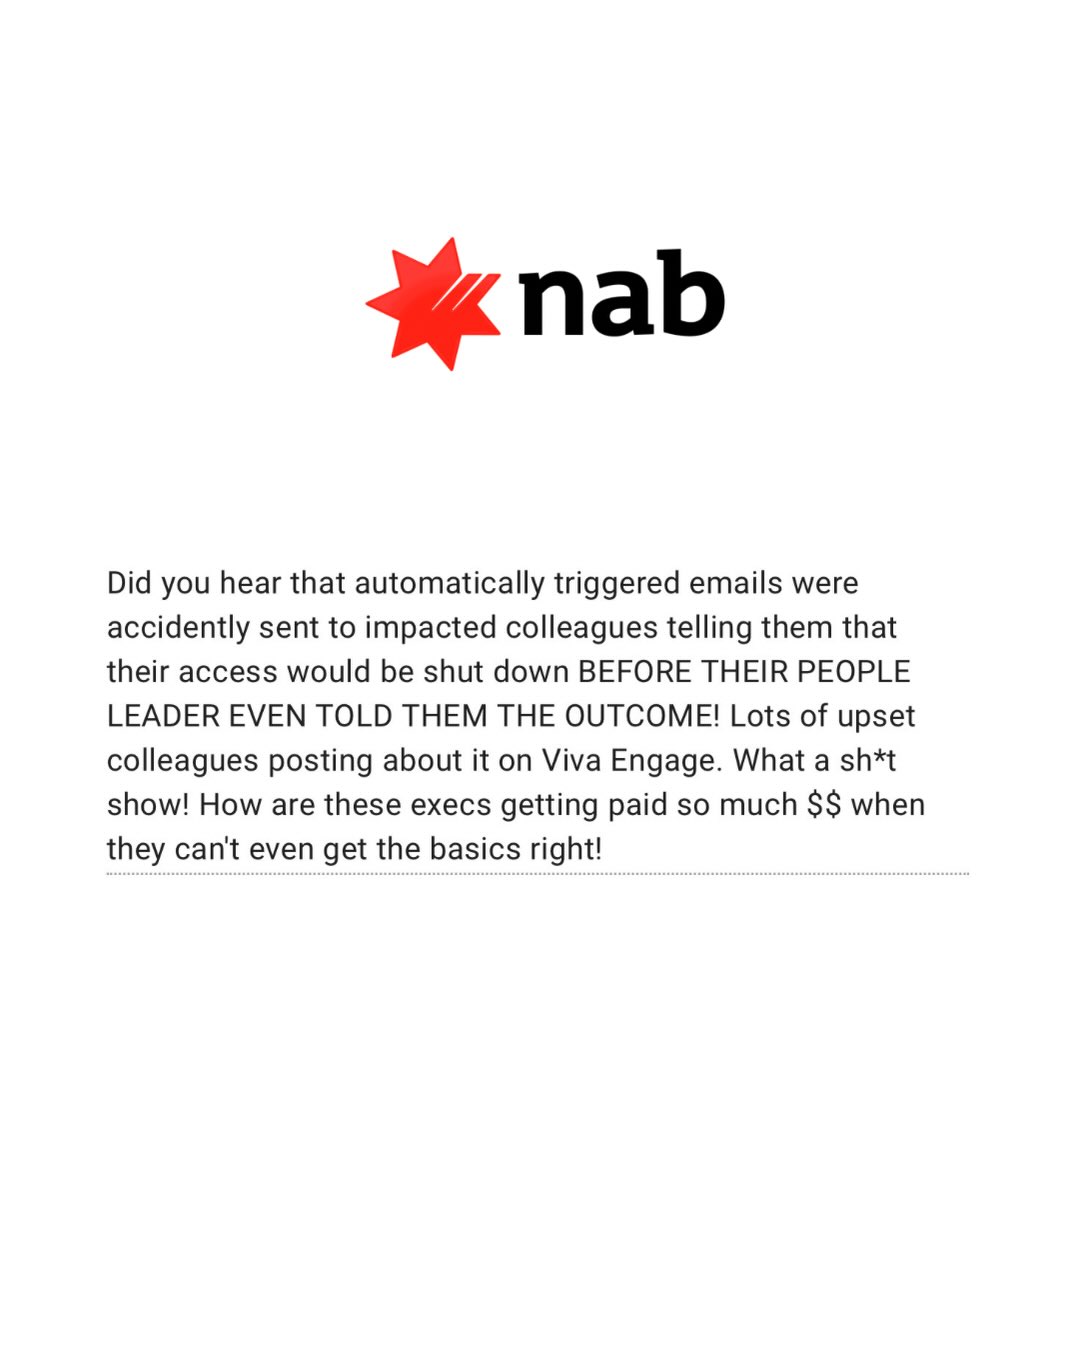 nab
Did you hear that automatically triggered emails were
accidently sent to impacted colleagues telling them that
their access would be shut down BEFORE THEIR PEOPLE
LEADER EVEN TOLD THEM THE OUTCOME! Lots of upset
colleagues posting about it on Viva Engage. What a sh*t
show! How are these execs getting paid so much $$ when
they can't even get the basics right!